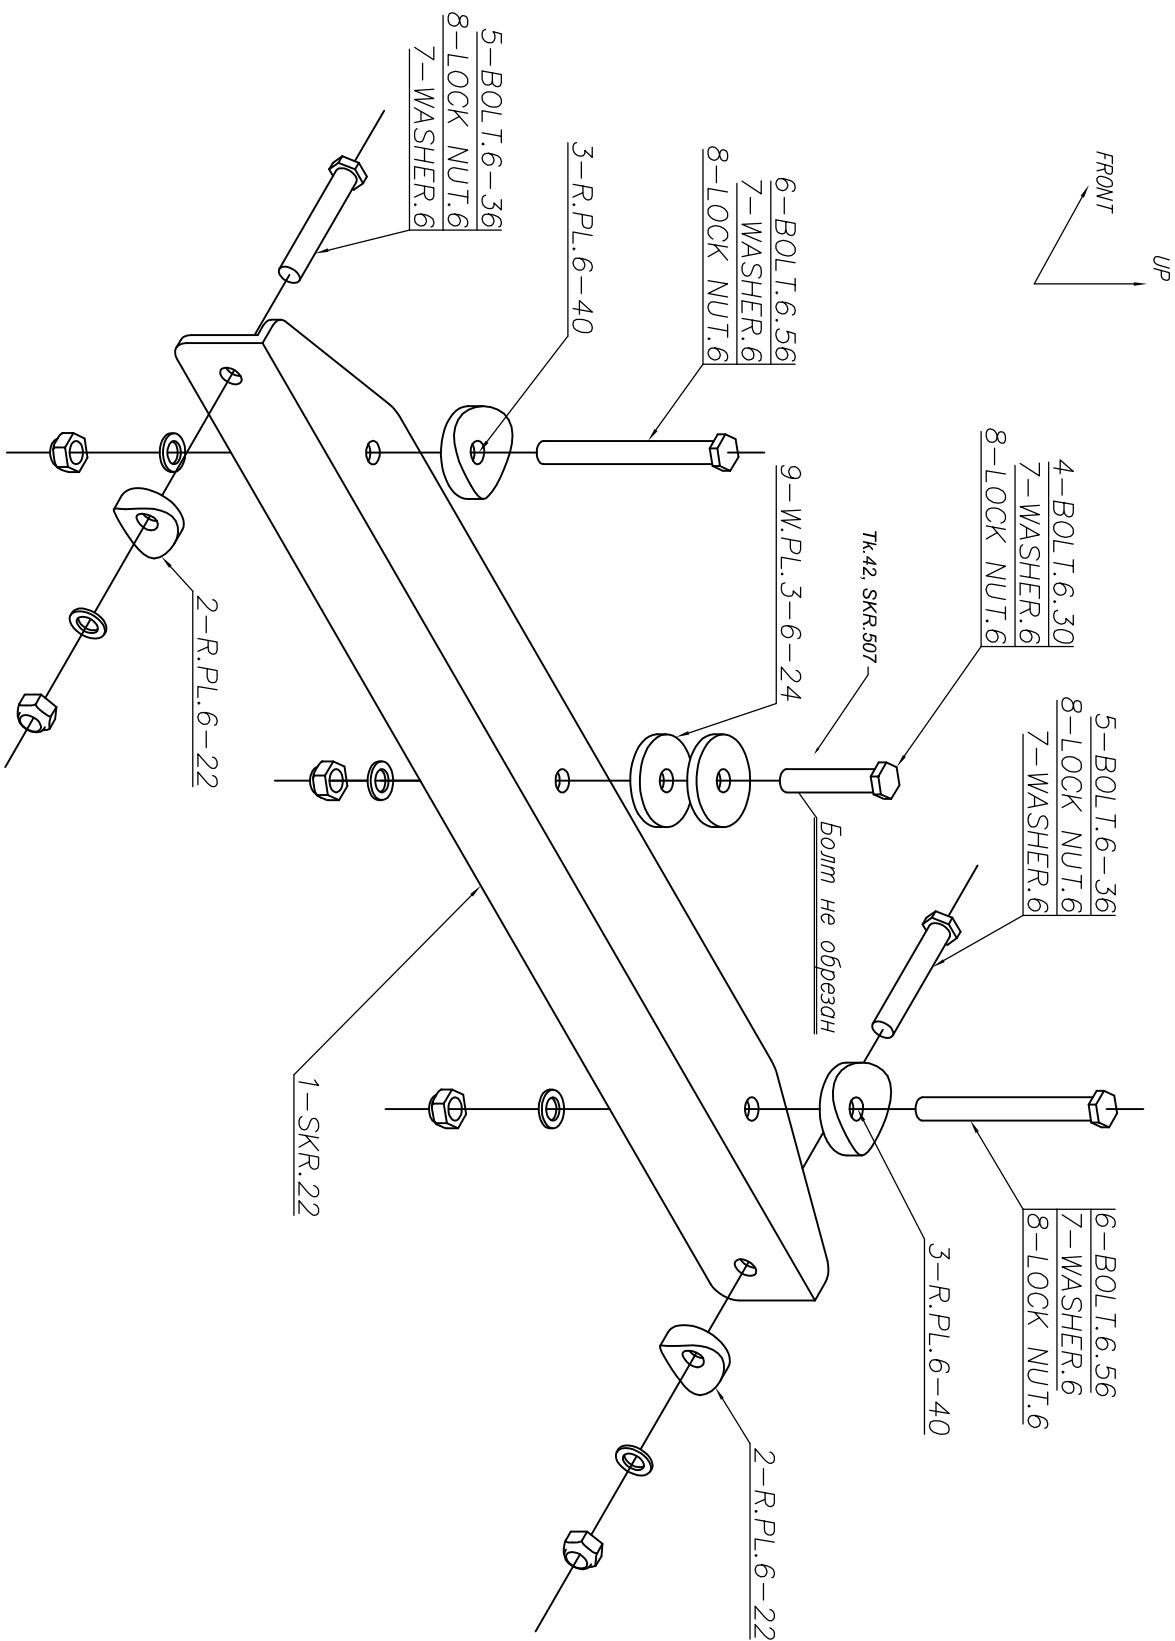 FRONT
UP
5-BOLT.6-36
8-LOCK NUT.6
7-WASHER.6
3-R.PL.6-40
6-BOLT.6.56
7-WASHER.6
8-LOCK NUT.6
4-BOLT.6.30
7-WASHER.6
8-LOCK NUT.6
Тк.42, SKR.507
9-W.PL.3-6-24
Болт не обрезан
5-BOLT.6-36
8-LOCK NUT.6
7-WASHER.6
6-BOLT.6.56
7-WASHER.6
8-LOCK NUT.6
3-R.PL.6-40
2-R.PL.6-22
1-SKR.22
2-R.PL.6-22